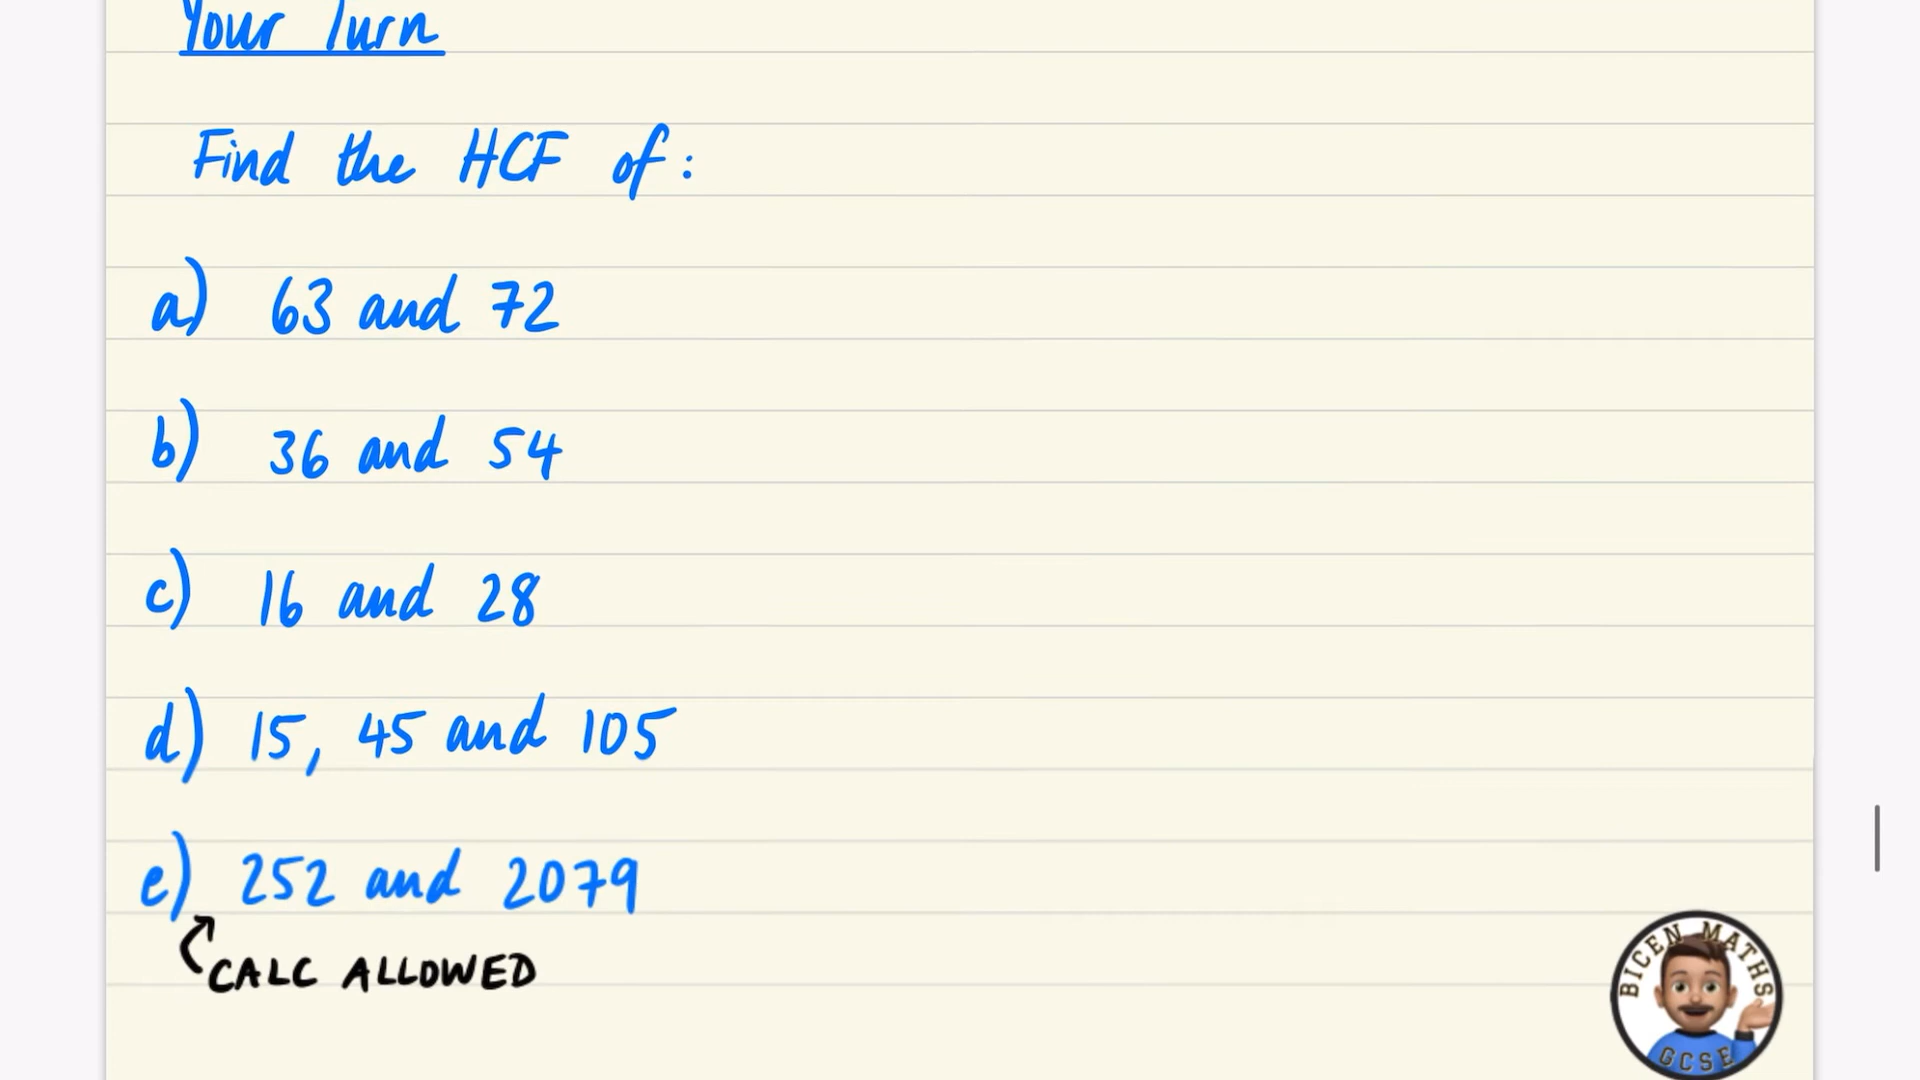 Your Turn
Find the HCF of:
a) 63 and 72
b) 36 and 54
c) 16 and 28
d) 15, 45 and 105
e) 252 and 2079
CALC ALLOWED
BICEN MATHS
GCSE